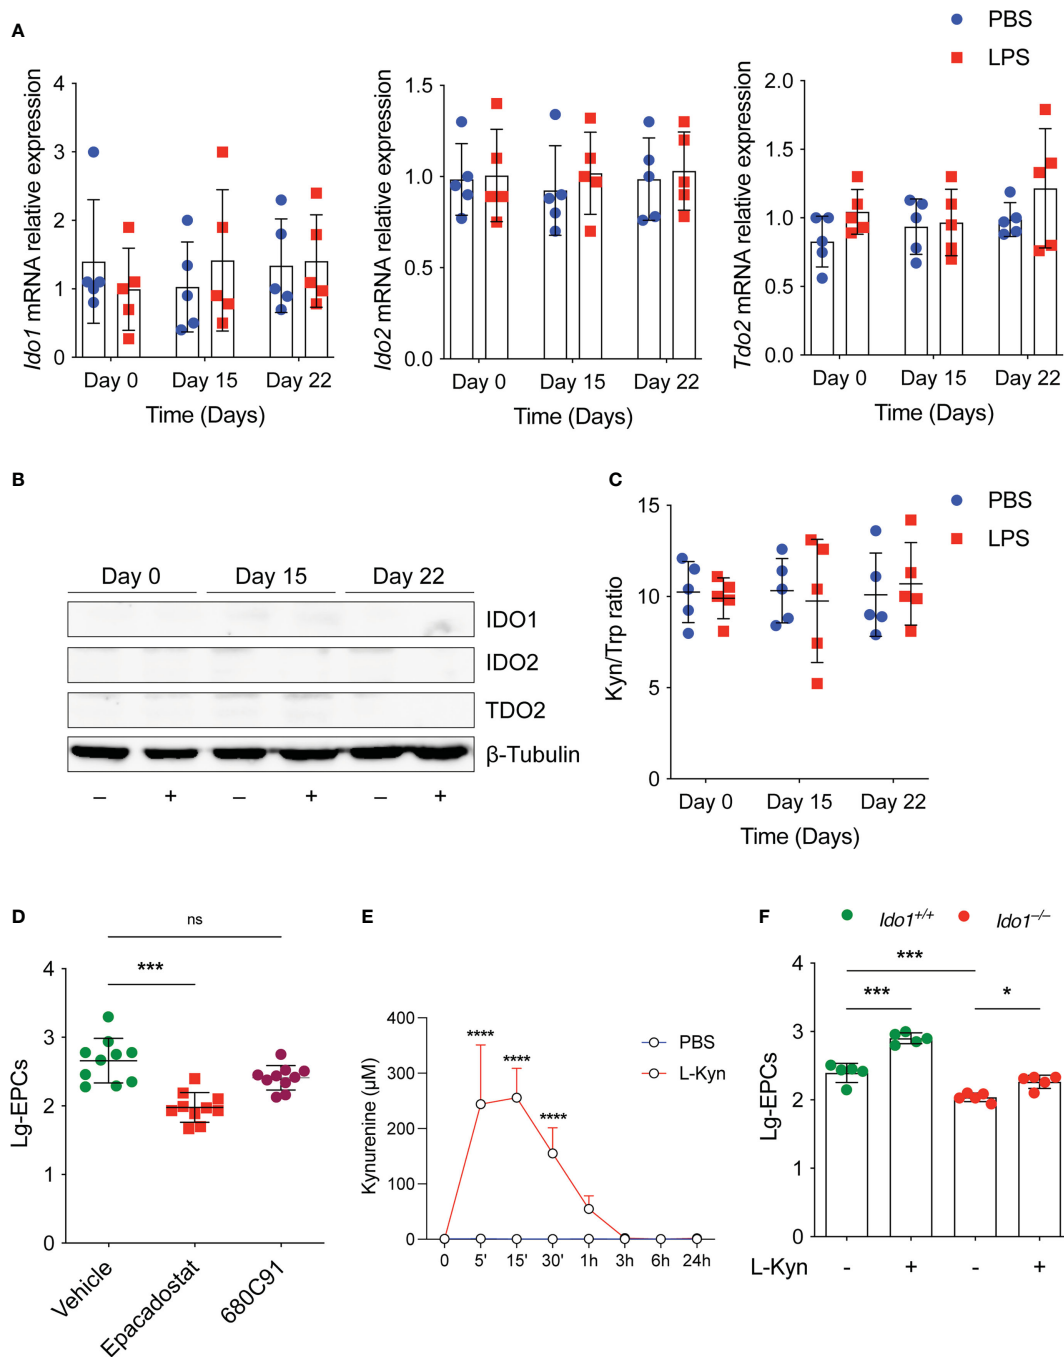 A
PBS
LPS
Ido1 mRNA relative expression
4
3
2
1
0
Day 0 Day 15 Day 22
Time (Days)
Ido2 mRNA relative expression
1.5
1.0
0.5
0.0
Day 0 Day 15 Day 22
Time (Days)
Tdo2 mRNA relative expression
2.0
1.5
1.0
0.5
0.0
Day 0 Day 15 Day 22
Time (Days)
B
Day 0 Day 15 Day 22
IDO1
IDO2
TDO2
β-Tubulin
– + – + – +
C
PBS
LPS
Kyn/Trp ratio
15
10
5
0
Day 0 Day 15 Day 22
Time (Days)
D
ns
***
Lg-EPCs
4
3
2
1
0
Vehicle
Epacadostat
680C91
E
Kynurenine (µM)
400
300
200
100
0
****
****
****
PBS
L-Kyn
0 5' 15' 30' 1h 3h 6h 24h
F
Ido1+/+ Ido1–/–
***
***
*
Lg-EPCs
4
3
2
1
0
L-Kyn - + - +